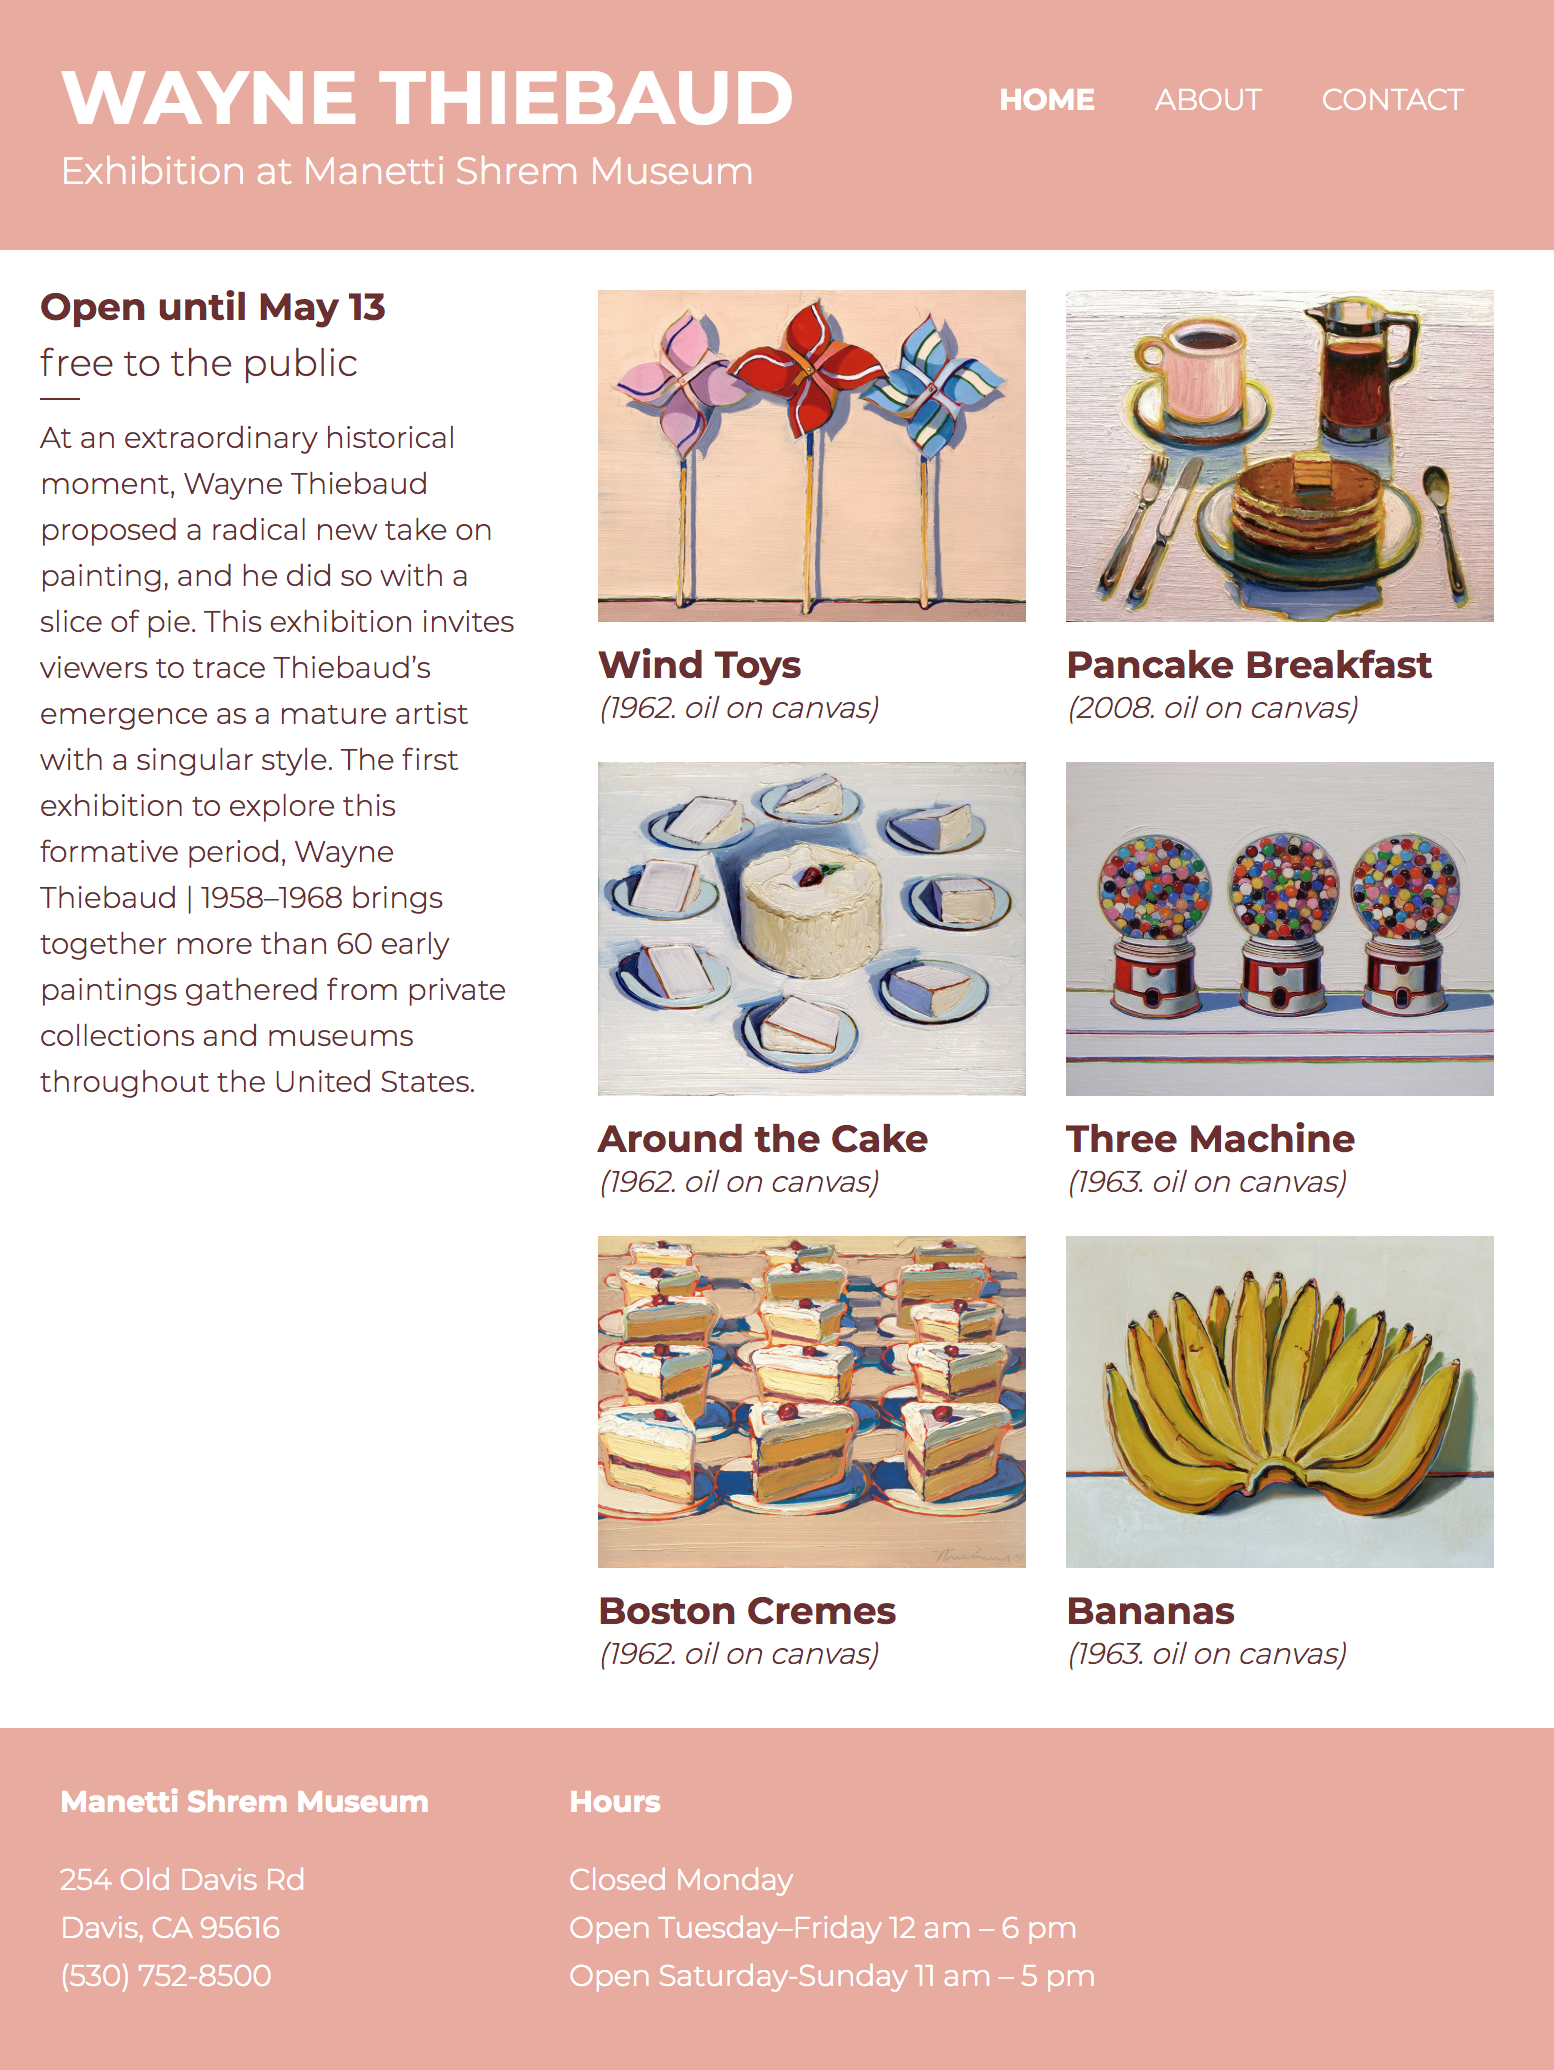 WAYNE THIEBAUD
Exhibition at Manetti Shrem Museum
HOME ABOUT CONTACT
Open until May 13
free to the public
At an extraordinary historical
moment, Wayne Thiebaud
proposed a radical new take on
painting, and he did so with a
slice of pie. This exhibition invites
viewers to trace Thiebaud’s
emergence as a mature artist
with a singular style. The first
exhibition to explore this
formative period, Wayne
Thiebaud | 1958–1968 brings
together more than 60 early
paintings gathered from private
collections and museums
throughout the United States.
Wind Toys
(1962. oil on canvas)
Pancake Breakfast
(2008. oil on canvas)
Around the Cake
(1962. oil on canvas)
Three Machine
(1963. oil on canvas)
Boston Cremes
(1962. oil on canvas)
Bananas
(1963. oil on canvas)
Manetti Shrem Museum
254 Old Davis Rd
Davis, CA 95616
(530) 752-8500
Hours
Closed Monday
Open Tuesday–Friday 12 am – 6 pm
Open Saturday-Sunday 11 am – 5 pm